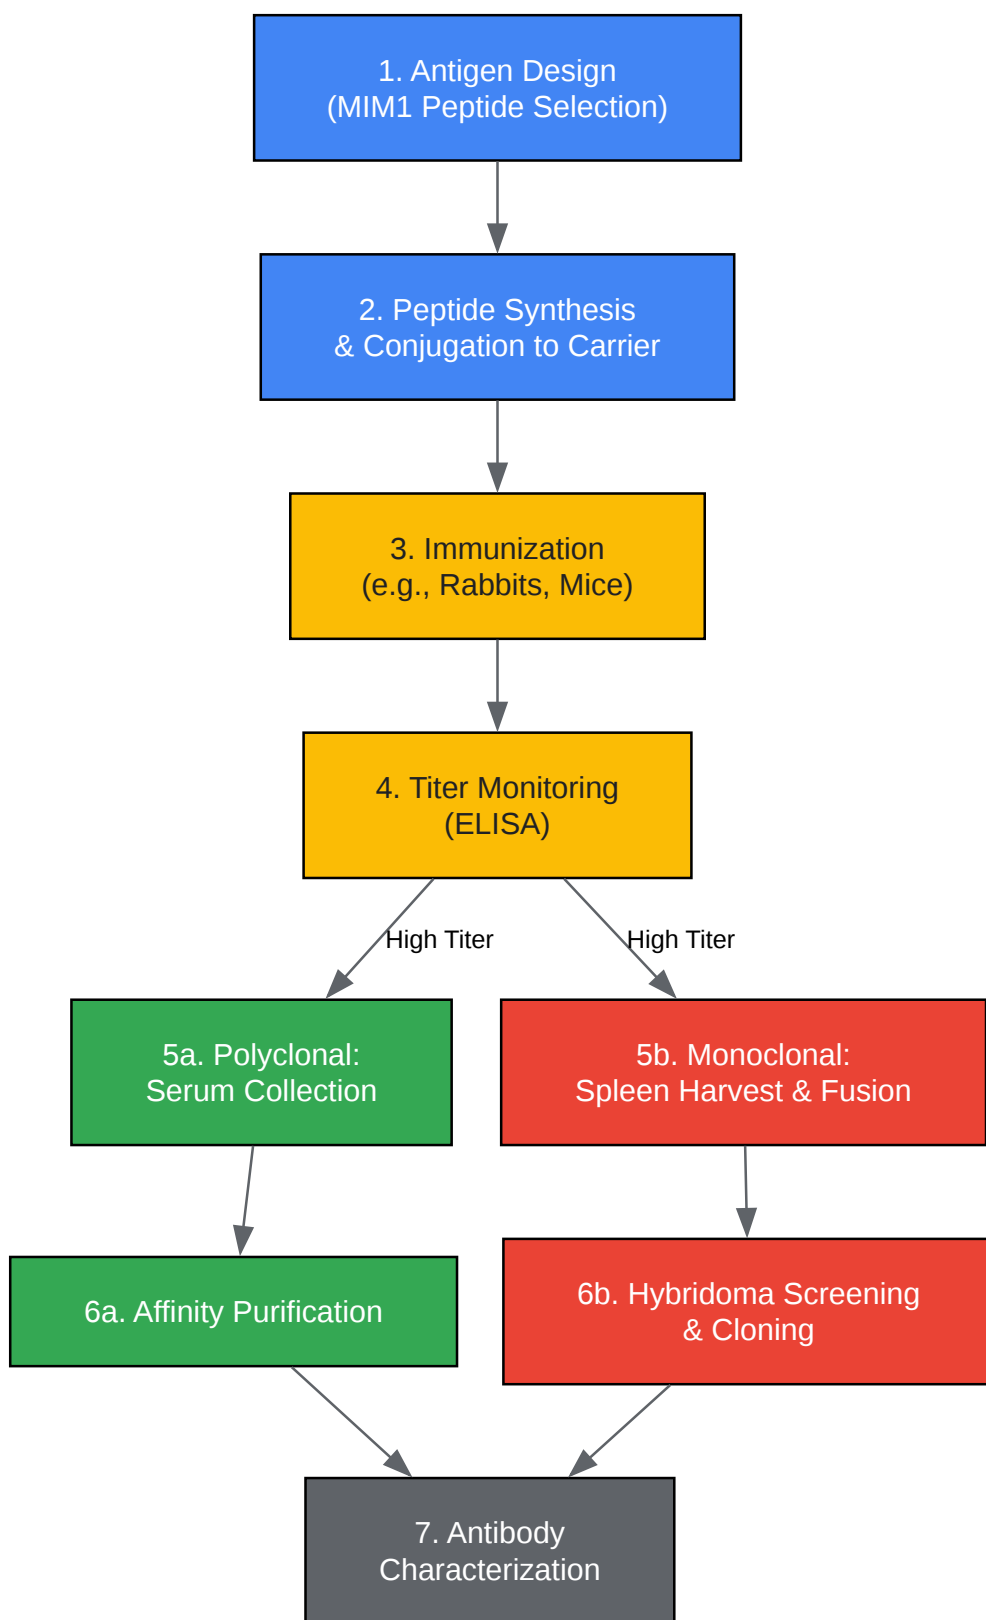 1. Antigen Design
(MIM1 Peptide Selection)
2. Peptide Synthesis
& Conjugation to Carrier
3. Immunization
(e.g., Rabbits, Mice)
4. Titer Monitoring
(ELISA)
High Titer
High Titer
5a. Polyclonal:
Serum Collection
5b. Monoclonal:
Spleen Harvest & Fusion
6a. Affinity Purification
6b. Hybridoma Screening
& Cloning
7. Antibody
Characterization